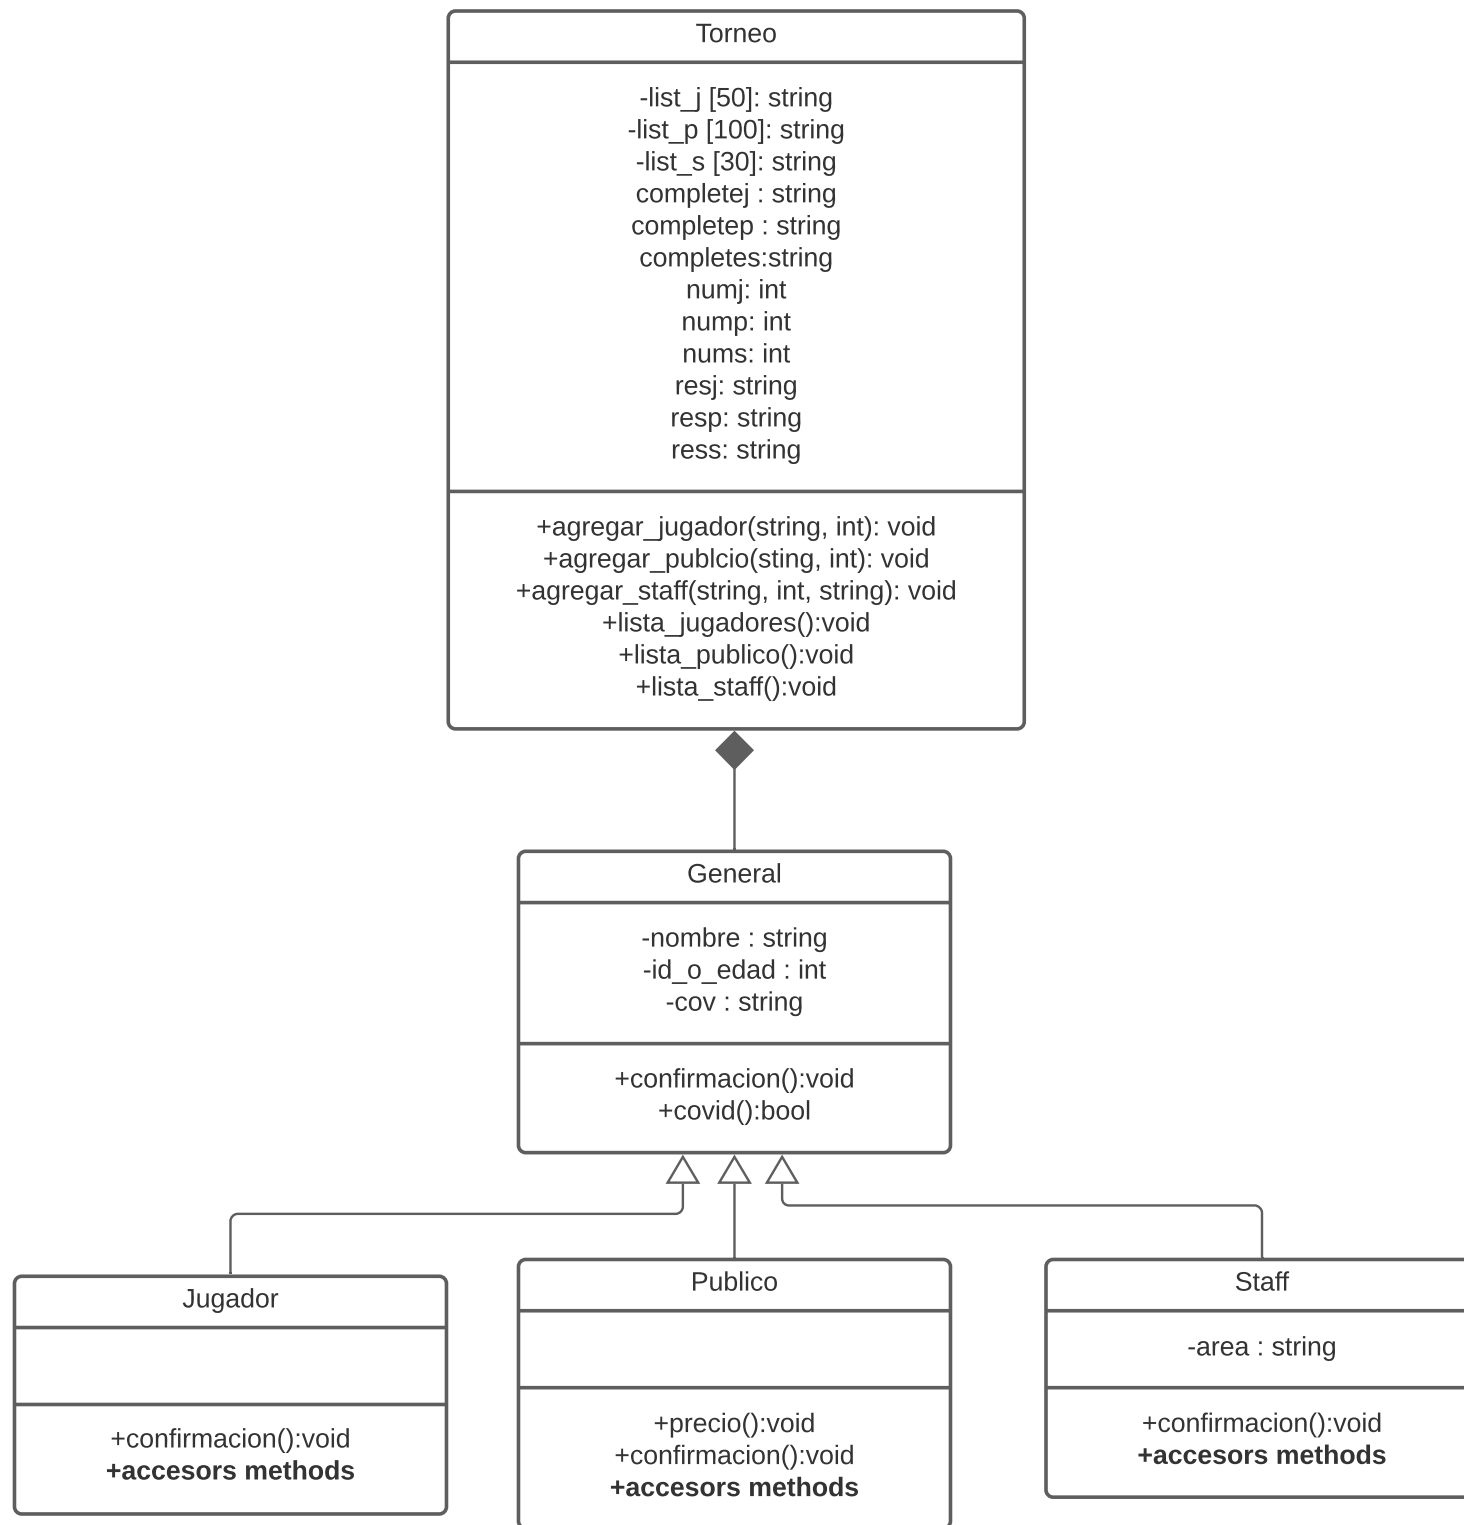 Torneo
-list_j [50]: string
-list_p [100]: string
-list_s [30]: string
completej : string
completep : string
completes:string
numj: int
nump: int
nums: int
resj: string
resp: string
ress: string
+agregar_jugador(string, int): void
+agregar_publcio(sting, int): void
+agregar_staff(string, int, string): void
+lista_jugadores():void
+lista_publico():void
+lista_staff():void
General
-nombre : string
-id_o_edad : int
-cov : string
+confirmacion():void
+covid():bool
Jugador
+confirmacion():void
+accesors methods
Publico
+precio():void
+confirmacion():void
+accesors methods
Staff
-area : string
+confirmacion():void
+accesors methods